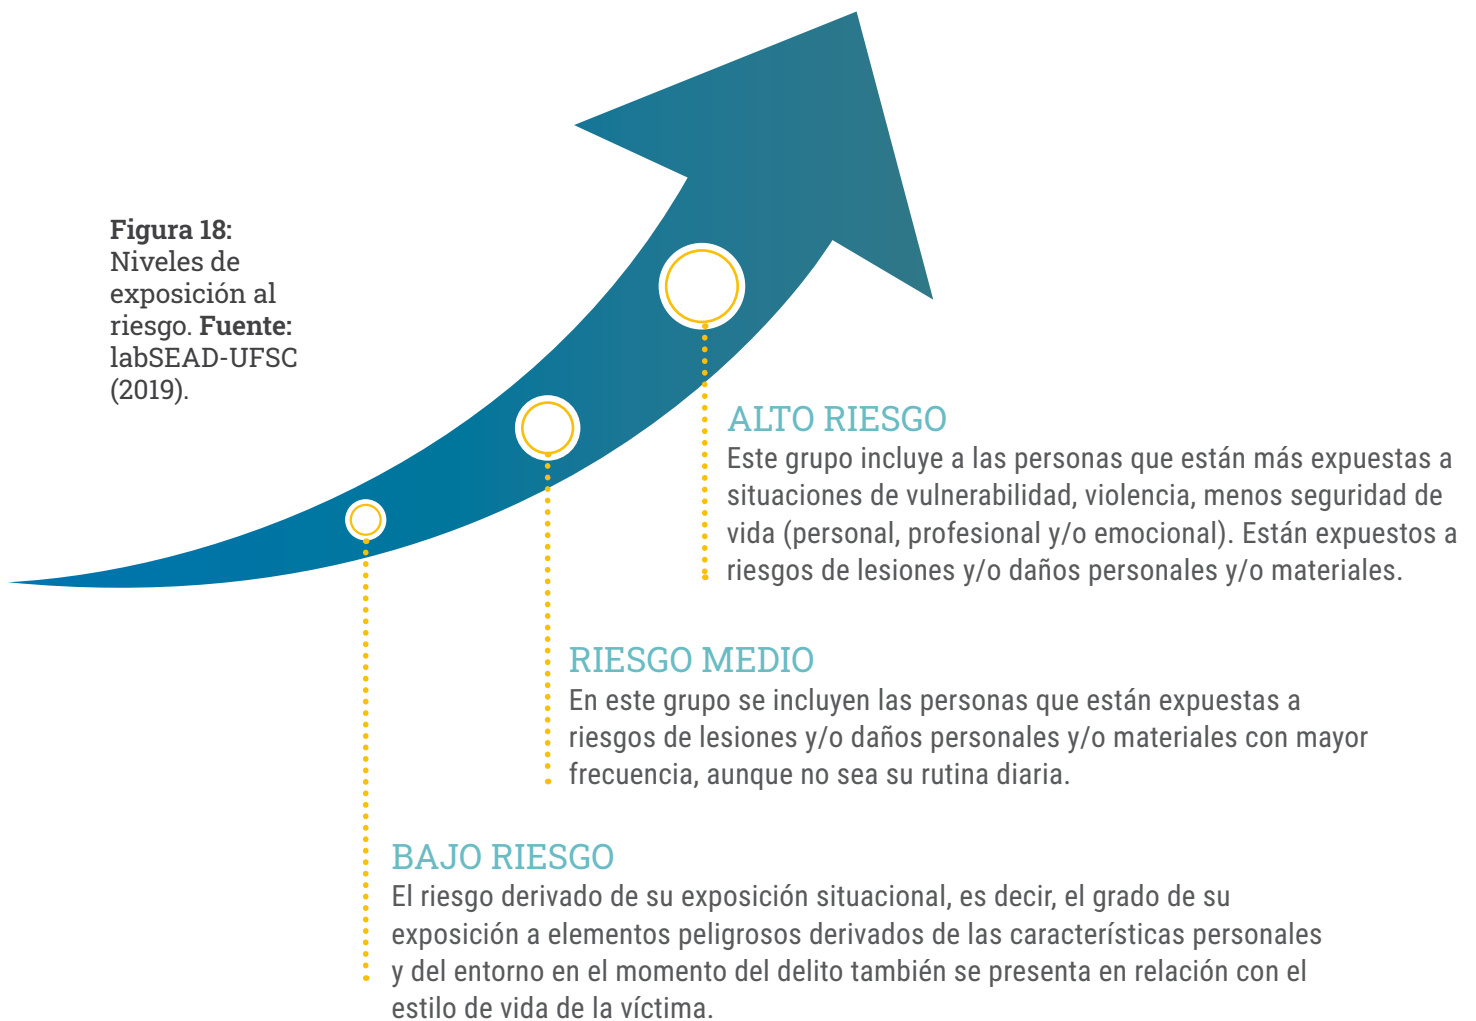 Figura 18:
Niveles de
exposición al
riesgo. Fuente:
labSEAD-UFSC
(2019).
ALTO RIESGO
Este grupo incluye a las personas que están más expuestas a
situaciones de vulnerabilidad, violencia, menos seguridad de
vida (personal, profesional y/o emocional). Están expuestos a
riesgos de lesiones y/o daños personales y/o materiales.
RIESGO MEDIO
En este grupo se incluyen las personas que están expuestas a
riesgos de lesiones y/o daños personales y/o materiales con mayor
frecuencia, aunque no sea su rutina diaria.
BAJO RIESGO
El riesgo derivado de su exposición situacional, es decir, el grado de su
exposición a elementos peligrosos derivados de las características personales
y del entorno en el momento del delito también se presenta en relación con el
estilo de vida de la víctima.